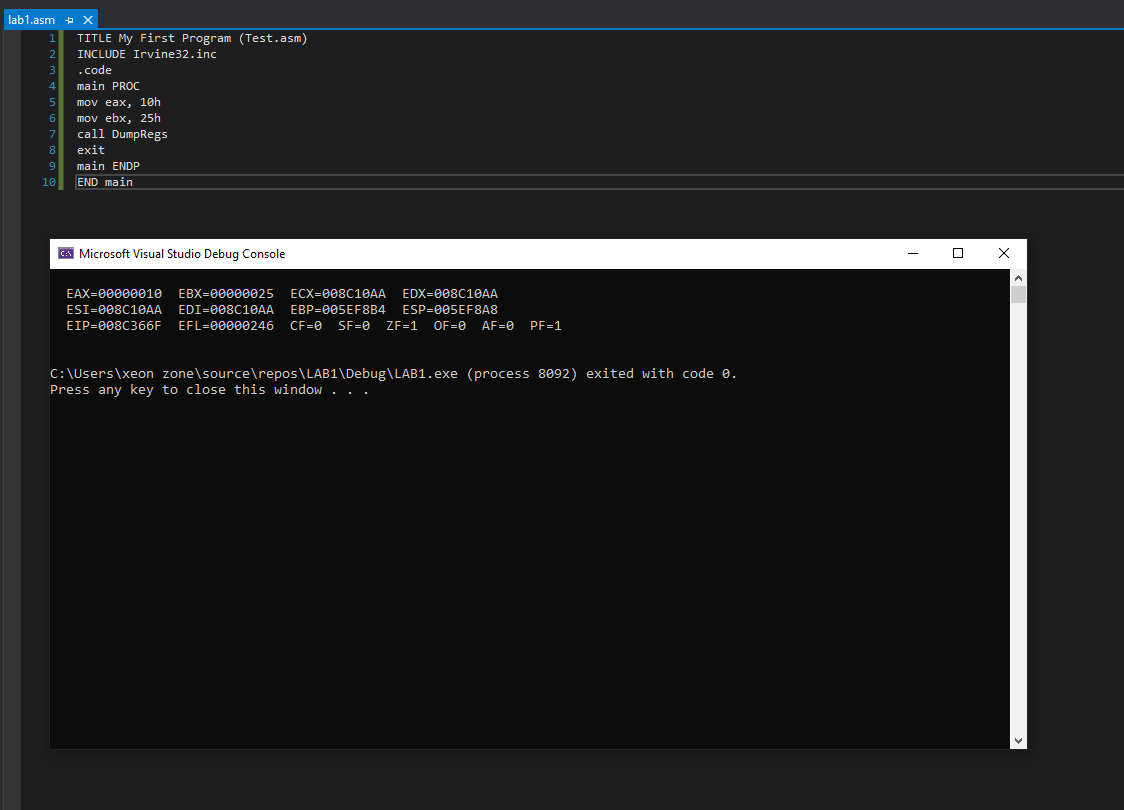 lab1.asm
1 TITLE My First Program (Test.asm)
2 INCLUDE Irvine32.inc
3 .code
4 main PROC
5 mov eax, 10h
6 mov ebx, 25h
7 call DumpRegs
8 exit
9 main ENDP
10 END main
C:\ Microsoft Visual Studio Debug Console
EAX=00000010 EBX=00000025 ECX=008C10AA EDX=008C10AA
ESI=008C10AA EDI=008C10AA EBP=005EF8B4 ESP=005EF8A8
EIP=008C366F EFL=00000246 CF=0 SF=0 ZF=1 OF=0 AF=0 PF=1
C:\Users\xeon zone\source\repos\LAB1\Debug\LAB1.exe (process 8092) exited with code 0.
Press any key to close this window . . .